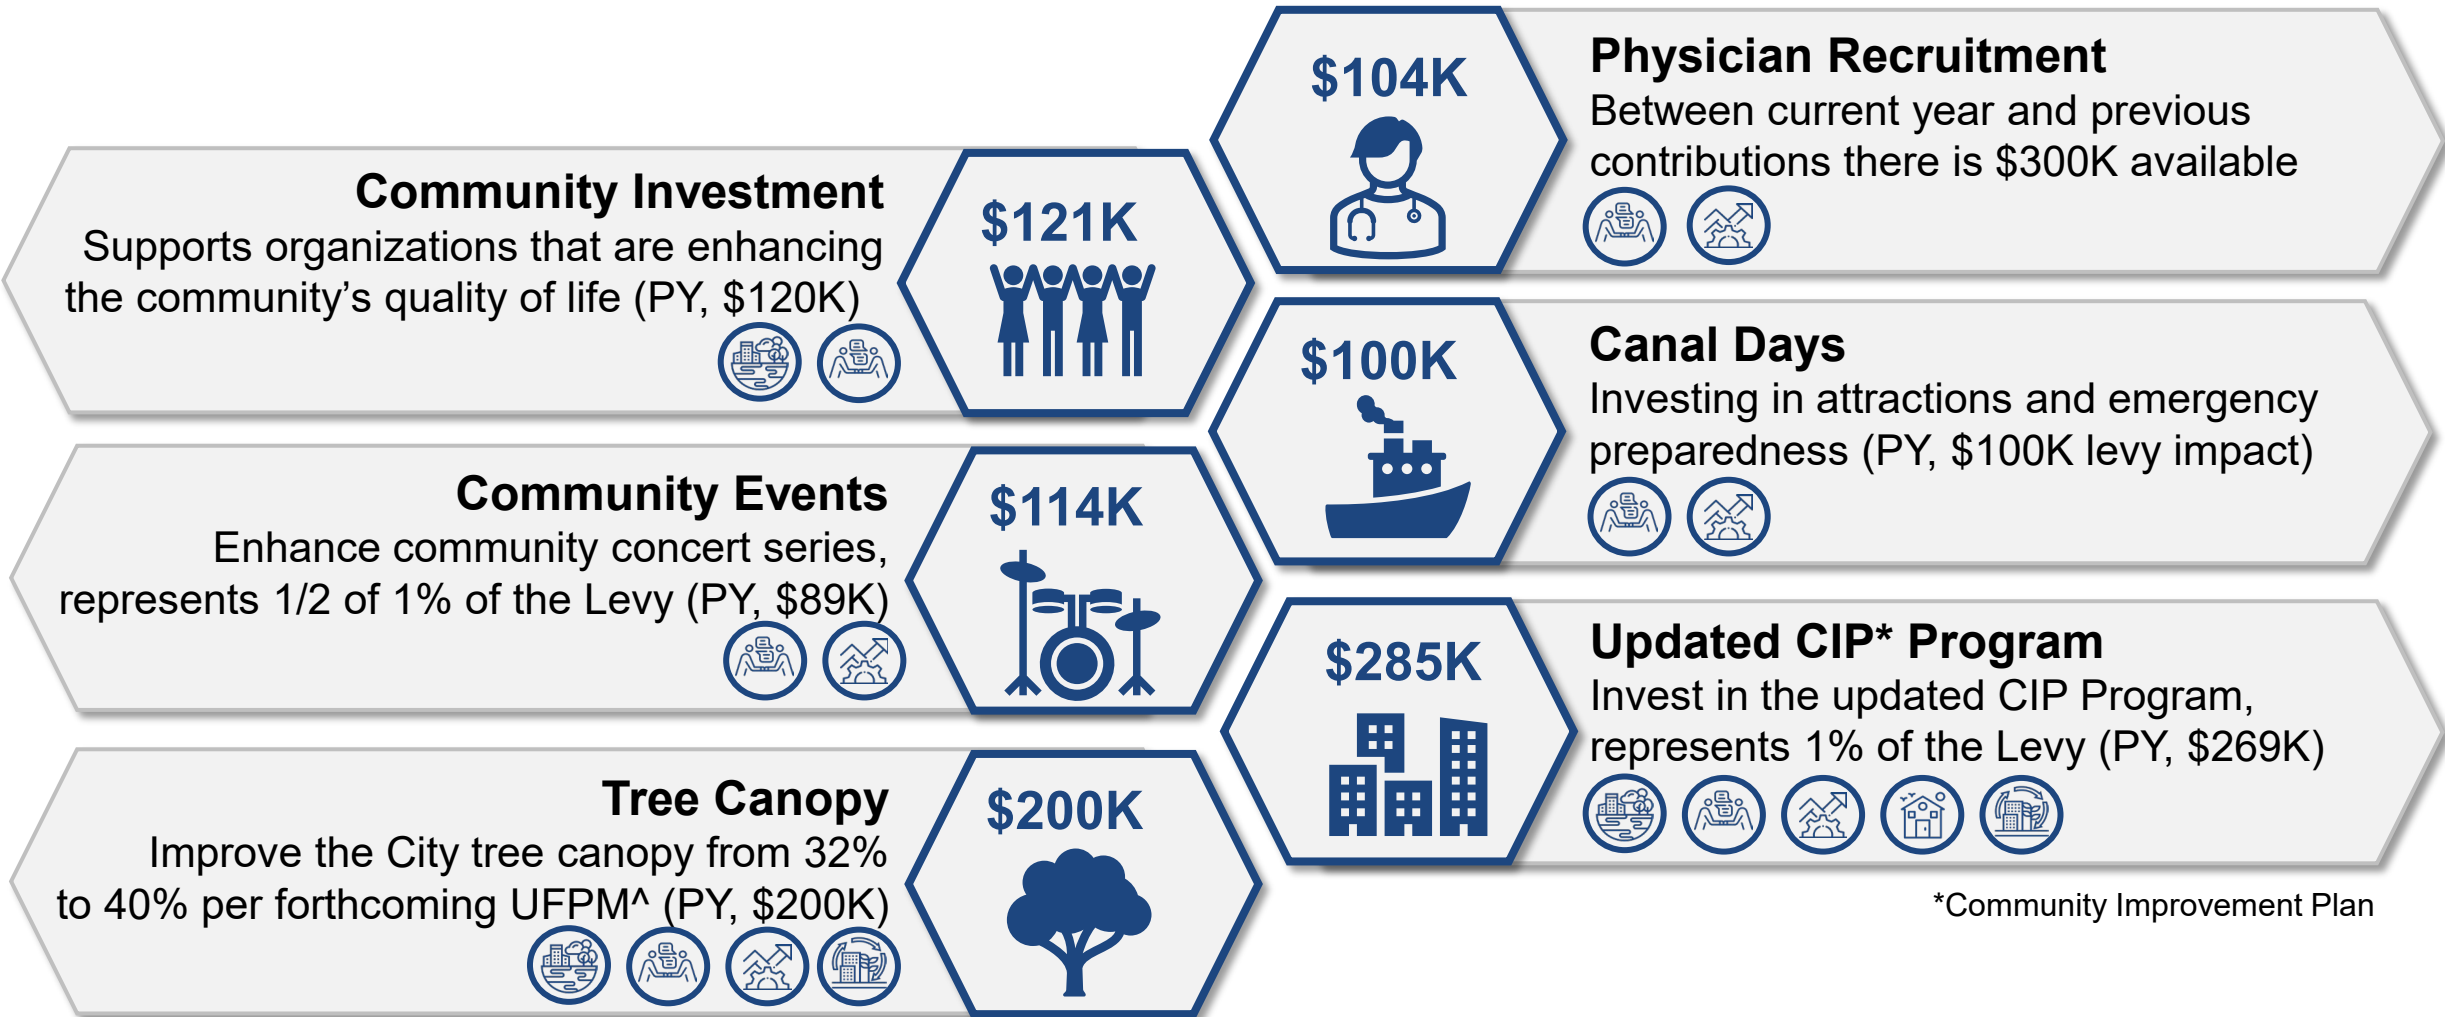 $104K
Physician Recruitment
Between current year and previous
contributions there is $300K available
Community Investment
Supports organizations that are enhancing
the community’s quality of life (PY, $120K)
$121K
$100K
Canal Days
Investing in attractions and emergency
preparedness (PY, $100K levy impact)
Community Events
Enhance community concert series,
represents 1/2 of 1% of the Levy (PY, $89K)
$114K
$285K
Updated CIP* Program
Invest in the updated CIP Program,
represents 1% of the Levy (PY, $269K)
Tree Canopy
Improve the City tree canopy from 32%
to 40% per forthcoming UFPM^ (PY, $200K)
$200K
*Community Improvement Plan